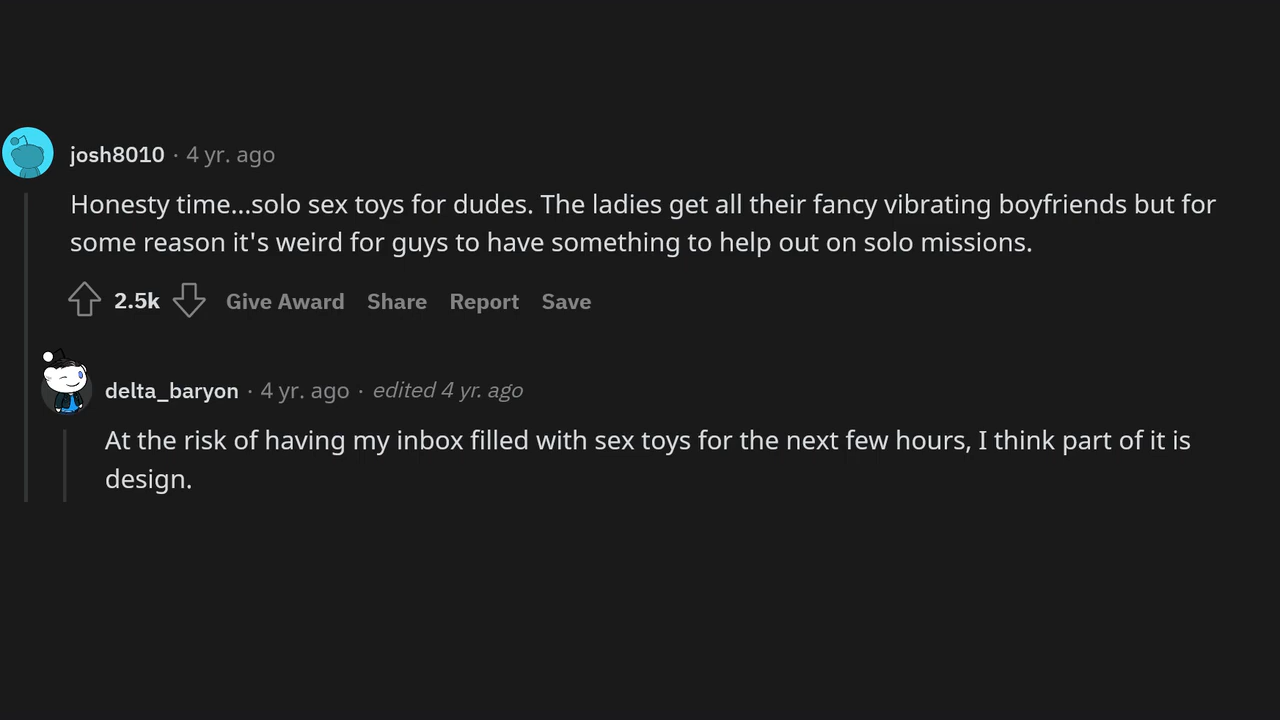 josh8010 · 4 yr. ago
Honesty time...solo sex toys for dudes. The ladies get all their fancy vibrating boyfriends but for
some reason it's weird for guys to have something to help out on solo missions.
2.5k Give Award Share Report Save
delta_baryon · 4 yr. ago · edited 4 yr. ago
At the risk of having my inbox filled with sex toys for the next few hours, I think part of it is
design.